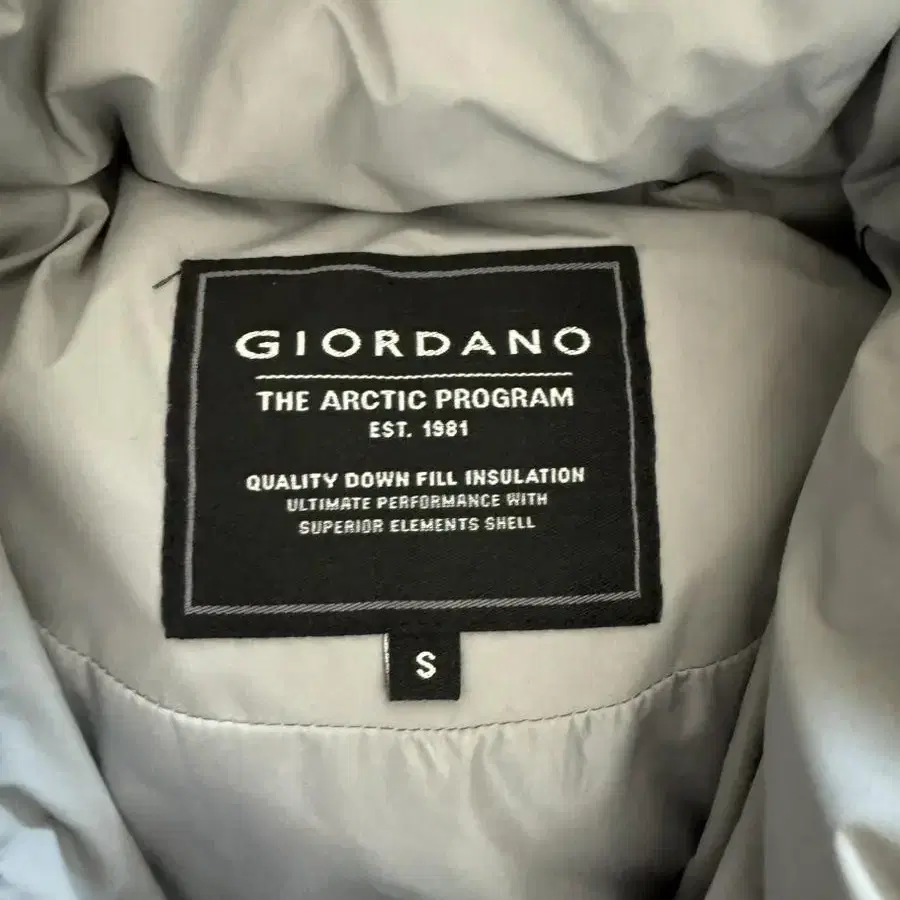 GIORDANO
THE ARCTIC PROGRAM
EST. 1981
QUALITY DOWN FILL INSULATION
ULTIMATE PERFORMANCE WITH
SUPERIOR ELEMENTS SHELL
S